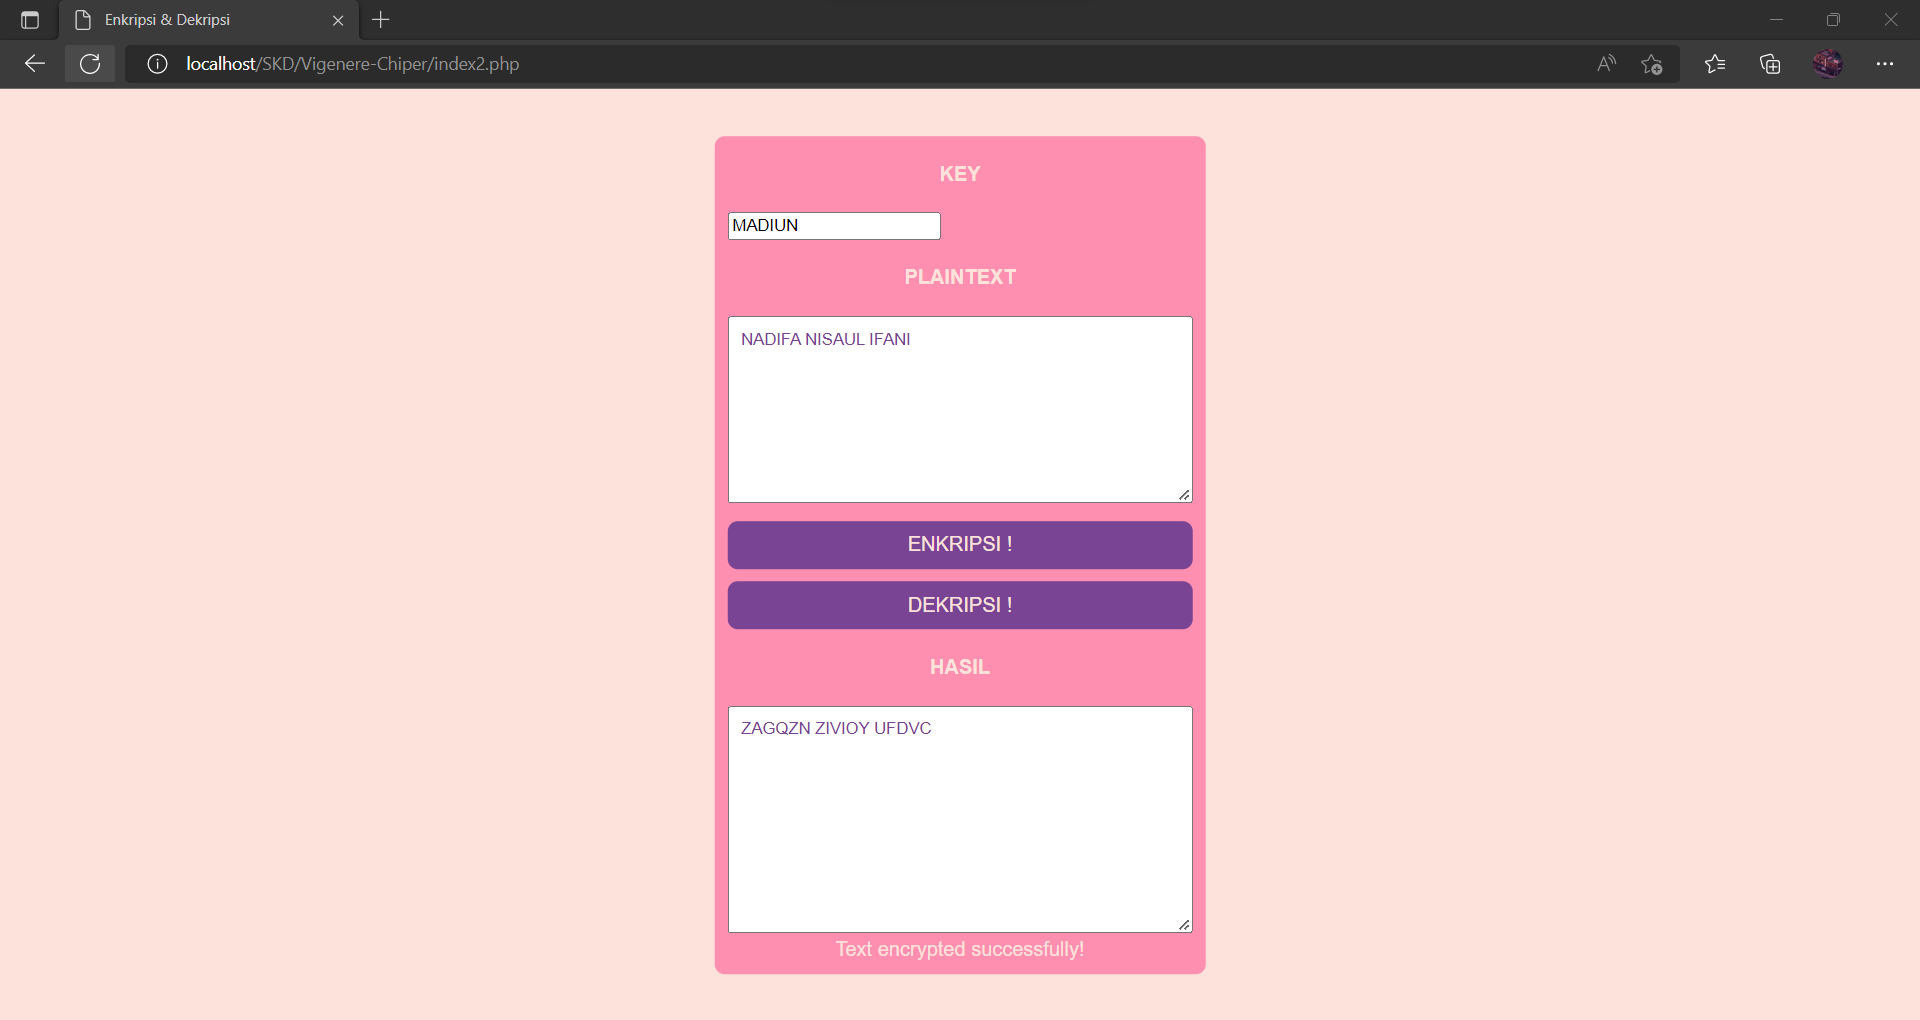 Enkripsi & Dekripsi
localhost/SKD/Vigenere-Chiper/index2.php
KEY
MADIUN
PLAINTEXT
NADIFA NISAUL IFANI
ENKRIPSI !
DEKRIPSI !
HASIL
ZAGQZN ZIVIOY UFDVC
Text encrypted successfully!